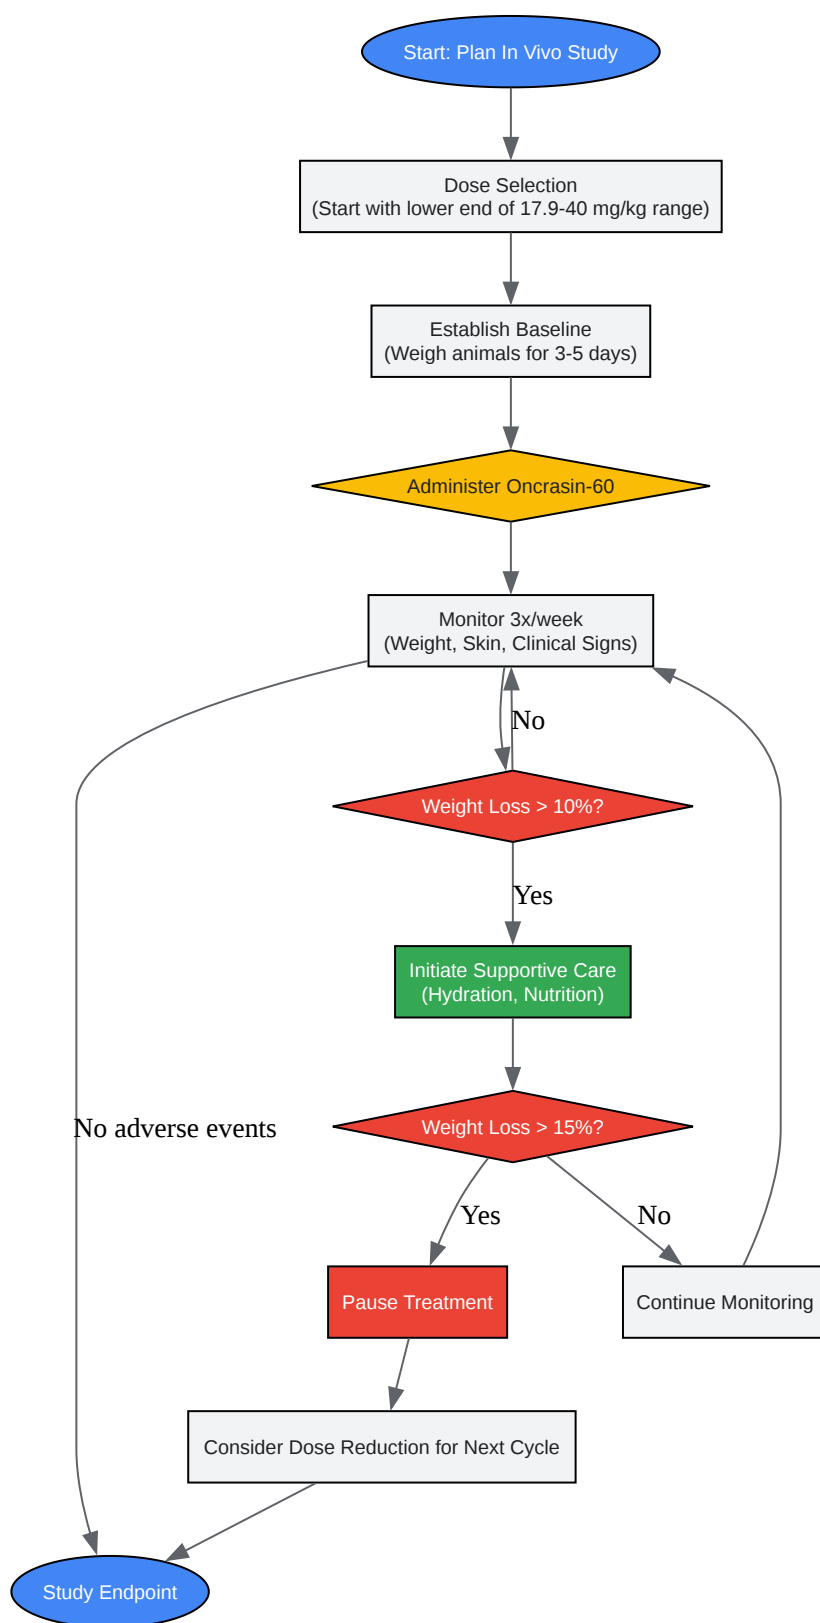 Start: Plan In Vivo Study
Dose Selection
(Start with lower end of 17.9-40 mg/kg range)
Establish Baseline
(Weigh animals for 3-5 days)
Administer Oncrasin-60
Monitor 3x/week
(Weight, Skin, Clinical Signs)
No
Weight Loss > 10%?
Yes
Initiate Supportive Care
(Hydration, Nutrition)
No adverse events
Weight Loss > 15%?
Yes
No
Pause Treatment
Continue Monitoring
Consider Dose Reduction for Next Cycle
Study Endpoint